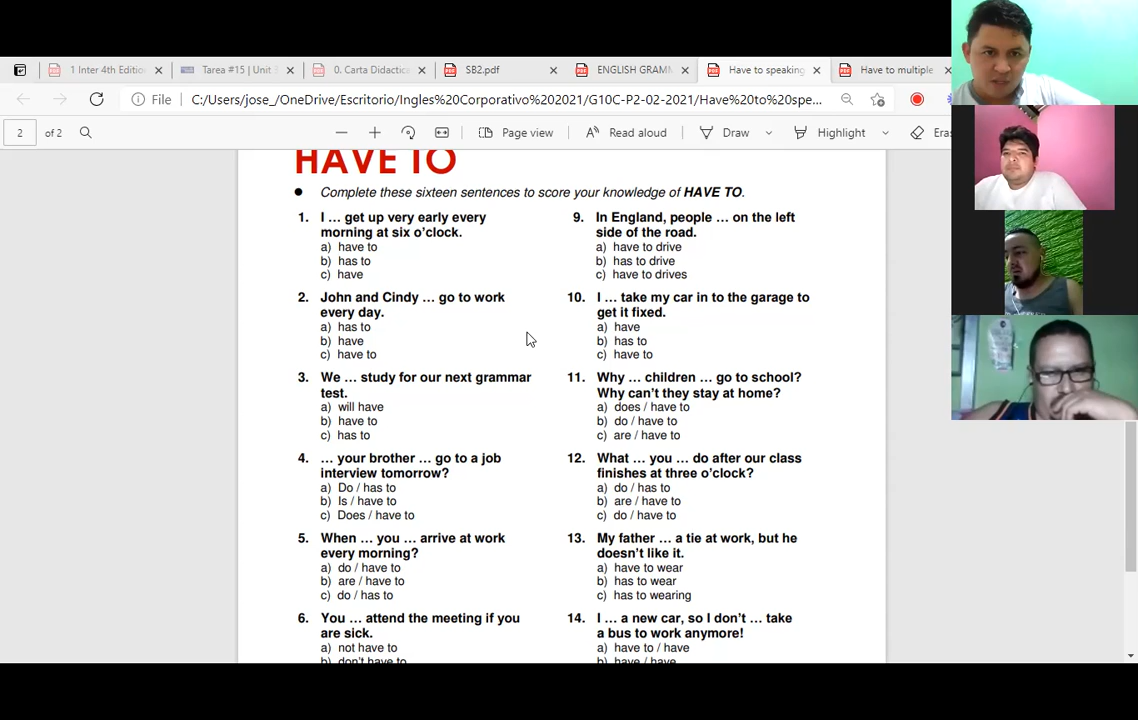 1 Inter 4th Editio
Tarea #15 | Unit
0. Carta Didactica
SB2.pdf
ENGLISH GRAMM
Have to speaking
Have to multiple
File
C:/Users/jose_/OneDrive/Escritorio/Ingles%20Corporativo%202021/G10C-P2-02-2021/Have%20to%20spe...
2 of 2
Page view
Read aloud
Draw
Highlight
Eras
HAVE TO
Complete these sixteen sentences to score your knowledge of HAVE TO.
1. I ... get up very early every
morning at six o'clock.
a) have to
b) has to
c) have
2. John and Cindy ... go to work
every day.
a) has to
b) have
c) have to
3. We ... study for our next grammar
test.
a) will have
b) have to
c) has to
4. ... your brother ... go to a job
interview tomorrow?
a) Do / has to
b) Is / have to
c) Does / have to
5. When ... you ... arrive at work
every morning?
a) do / have to
b) are / have to
c) do / has to
6. You ... attend the meeting if you
are sick.
a) not have to
b) don't have to
9. In England, people ... on the left
side of the road.
a) have to drive
b) has to drive
c) have to drives
10. I ... take my car in to the garage to
get it fixed.
a) have
b) has to
c) have to
11. Why ... children ... go to school?
Why can't they stay at home?
a) does / have to
b) do / have to
c) are / have to
12. What ... you ... do after our class
finishes at three o'clock?
a) do / has to
b) are / have to
c) do / have to
13. My father ... a tie at work, but he
doesn't like it.
a) have to wear
b) has to wear
c) has to wearing
14. I ... a new car, so I don't ... take
a bus to work anymore!
a) have to / have
b) have / have